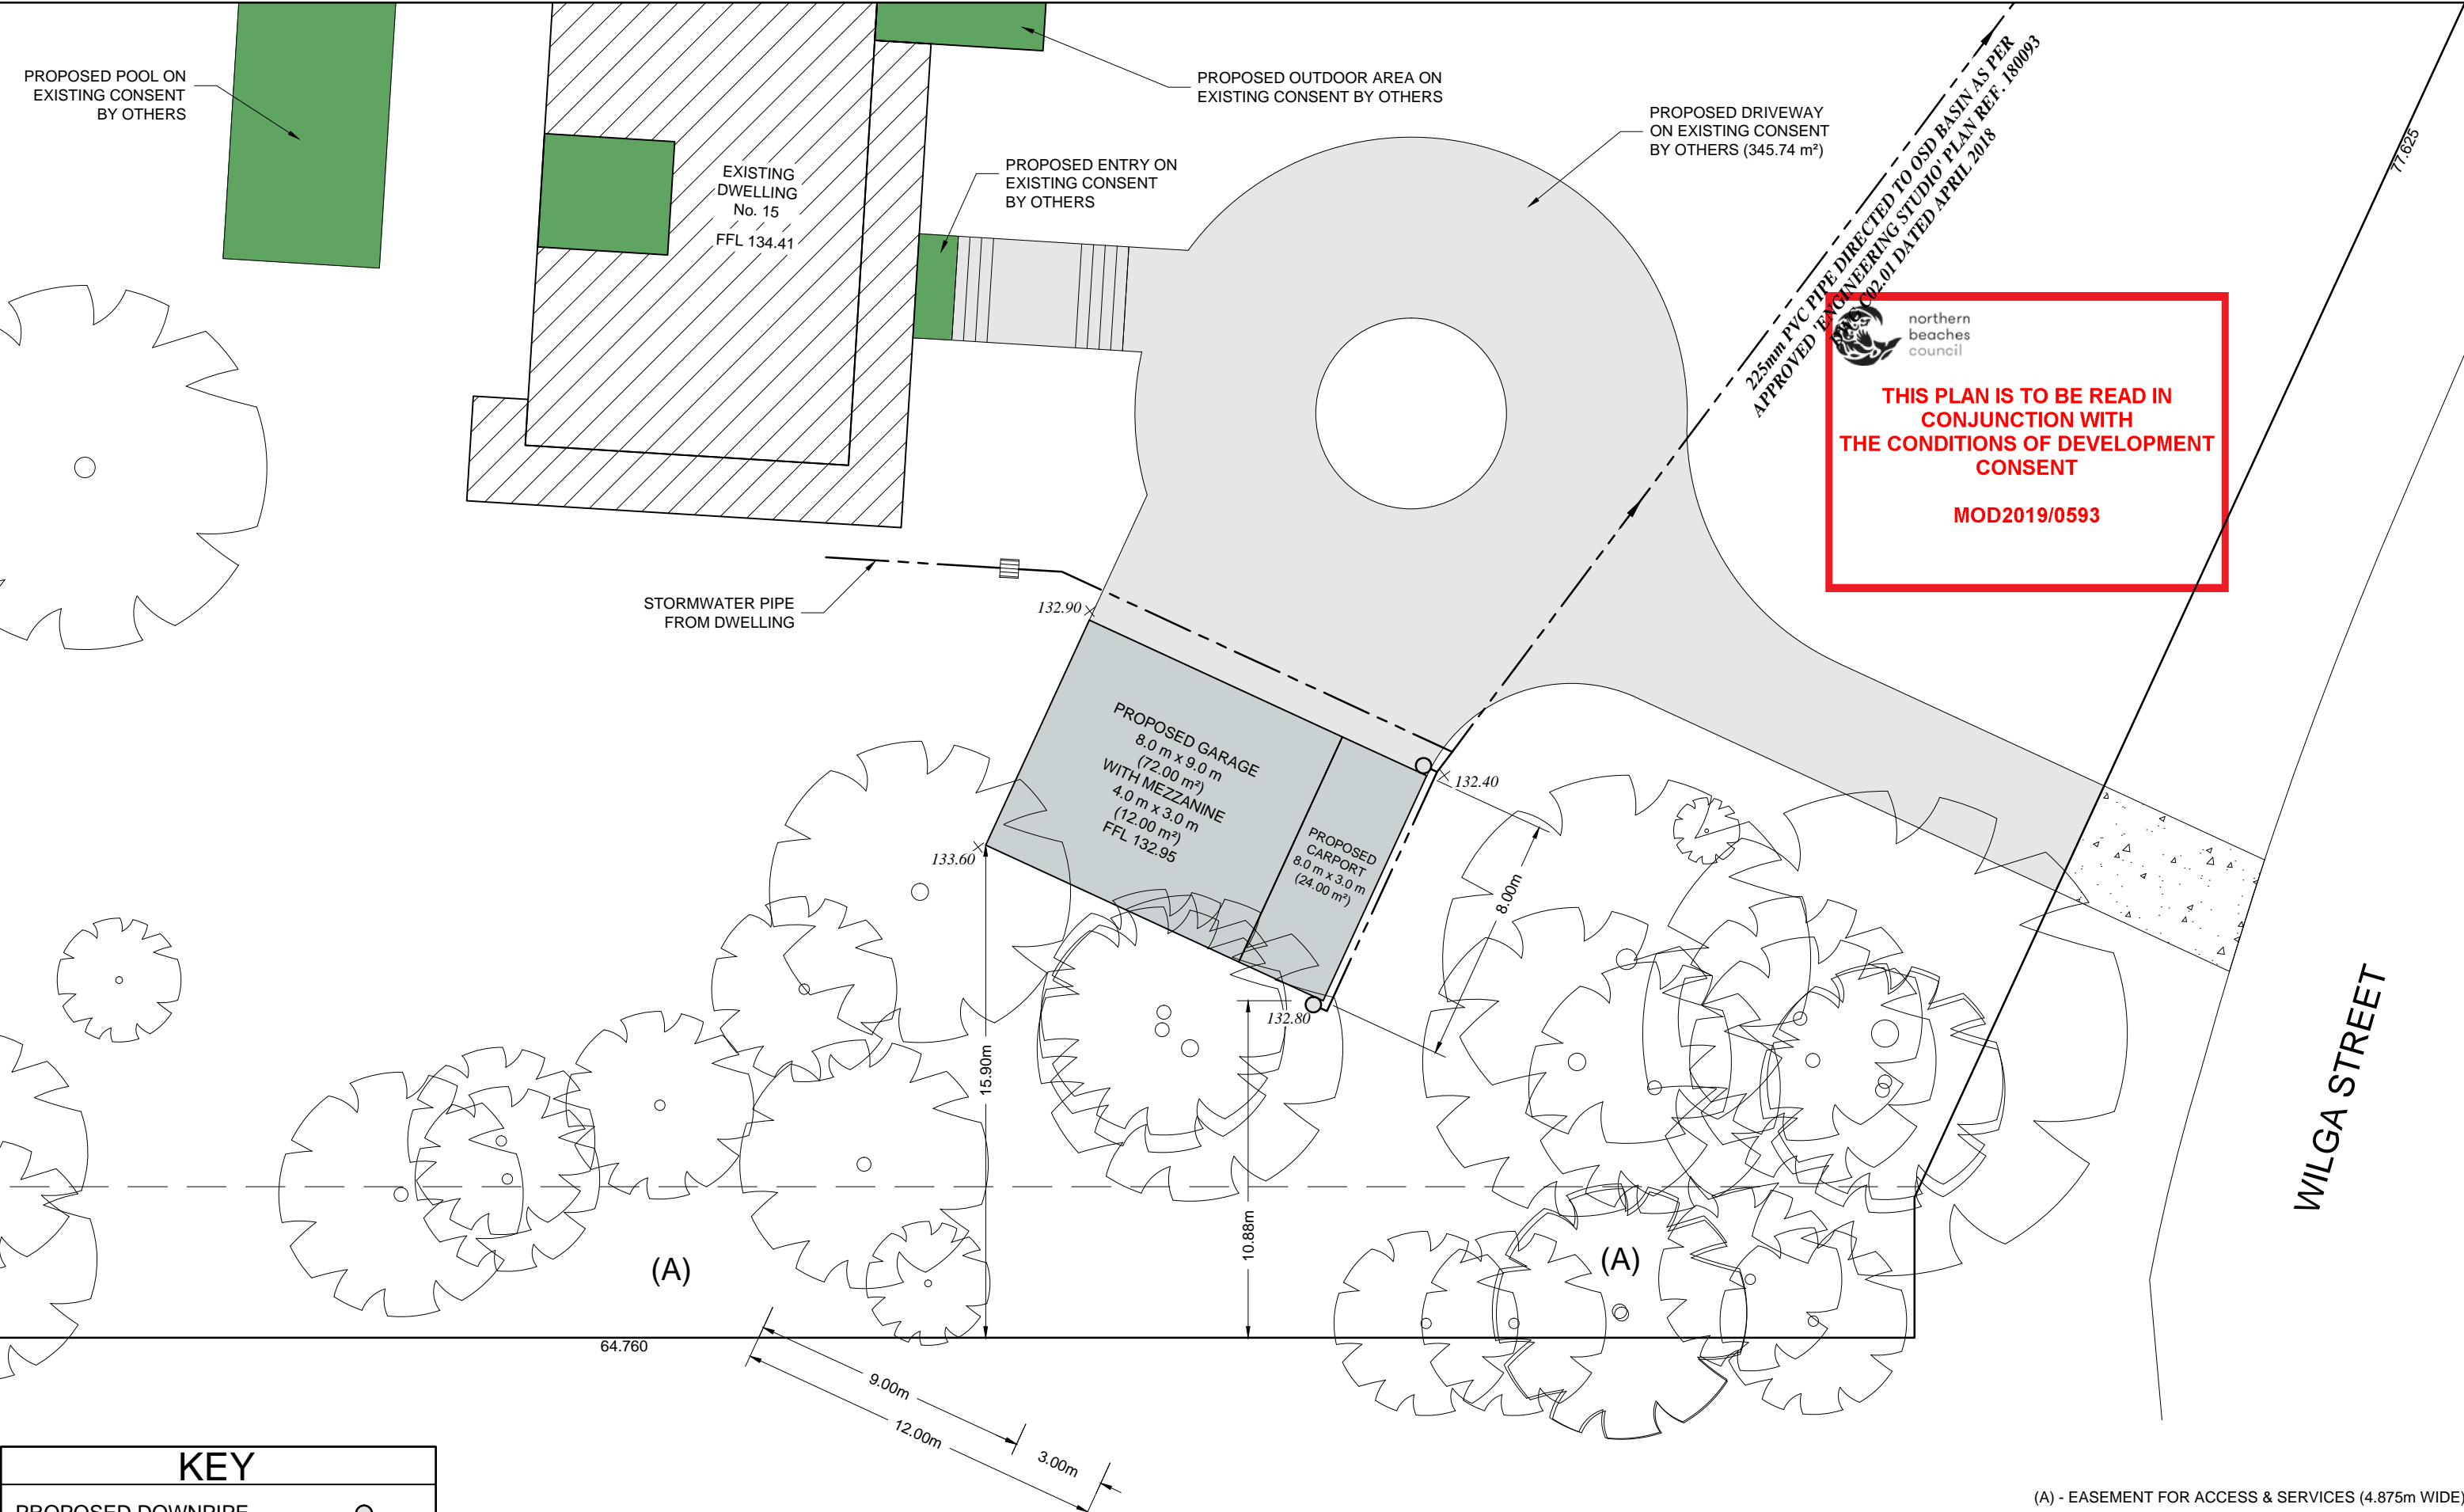 PROPOSED POOL ON
EXISTING CONSENT
BY OTHERS
EXISTING
DWELLING
No. 15
FFL 134.41
PROPOSED OUTDOOR AREA ON
EXISTING CONSENT BY OTHERS
PROPOSED ENTRY ON
EXISTING CONSENT
BY OTHERS
PROPOSED DRIVEWAY
ON EXISTING CONSENT
BY OTHERS (345.74 m²)
225mm PVC PIPE DIRECTED TO OSD BASIN AS PER
APPROVED 'ENGINEERING STUDIO' PLAN REF. 180093
C02.01 DATED APRIL 2018
77.625
northern
beaches
council
THIS PLAN IS TO BE READ IN
CONJUNCTION WITH
THE CONDITIONS OF DEVELOPMENT
CONSENT
MOD2019/0593
STORMWATER PIPE
FROM DWELLING
132.90
PROPOSED GARAGE
8.0 m x 9.0 m
(72.00 m²)
WITH MEZZANINE
4.0 m x 3.0 m
(12.00 m²)
FFL 132.95
PROPOSED
CARPORT
8.0 m x 3.0 m
(24.00 m²)
132.40
133.60
8.00m
132.80
15.90m
10.88m
WILGA STREET
(A)
(A)
64.760
9.00m
12.00m
3.00m
KEY
PROPOSED DOWNPIPE
(A) - EASEMENT FOR ACCESS & SERVICES (4.875m WIDE)